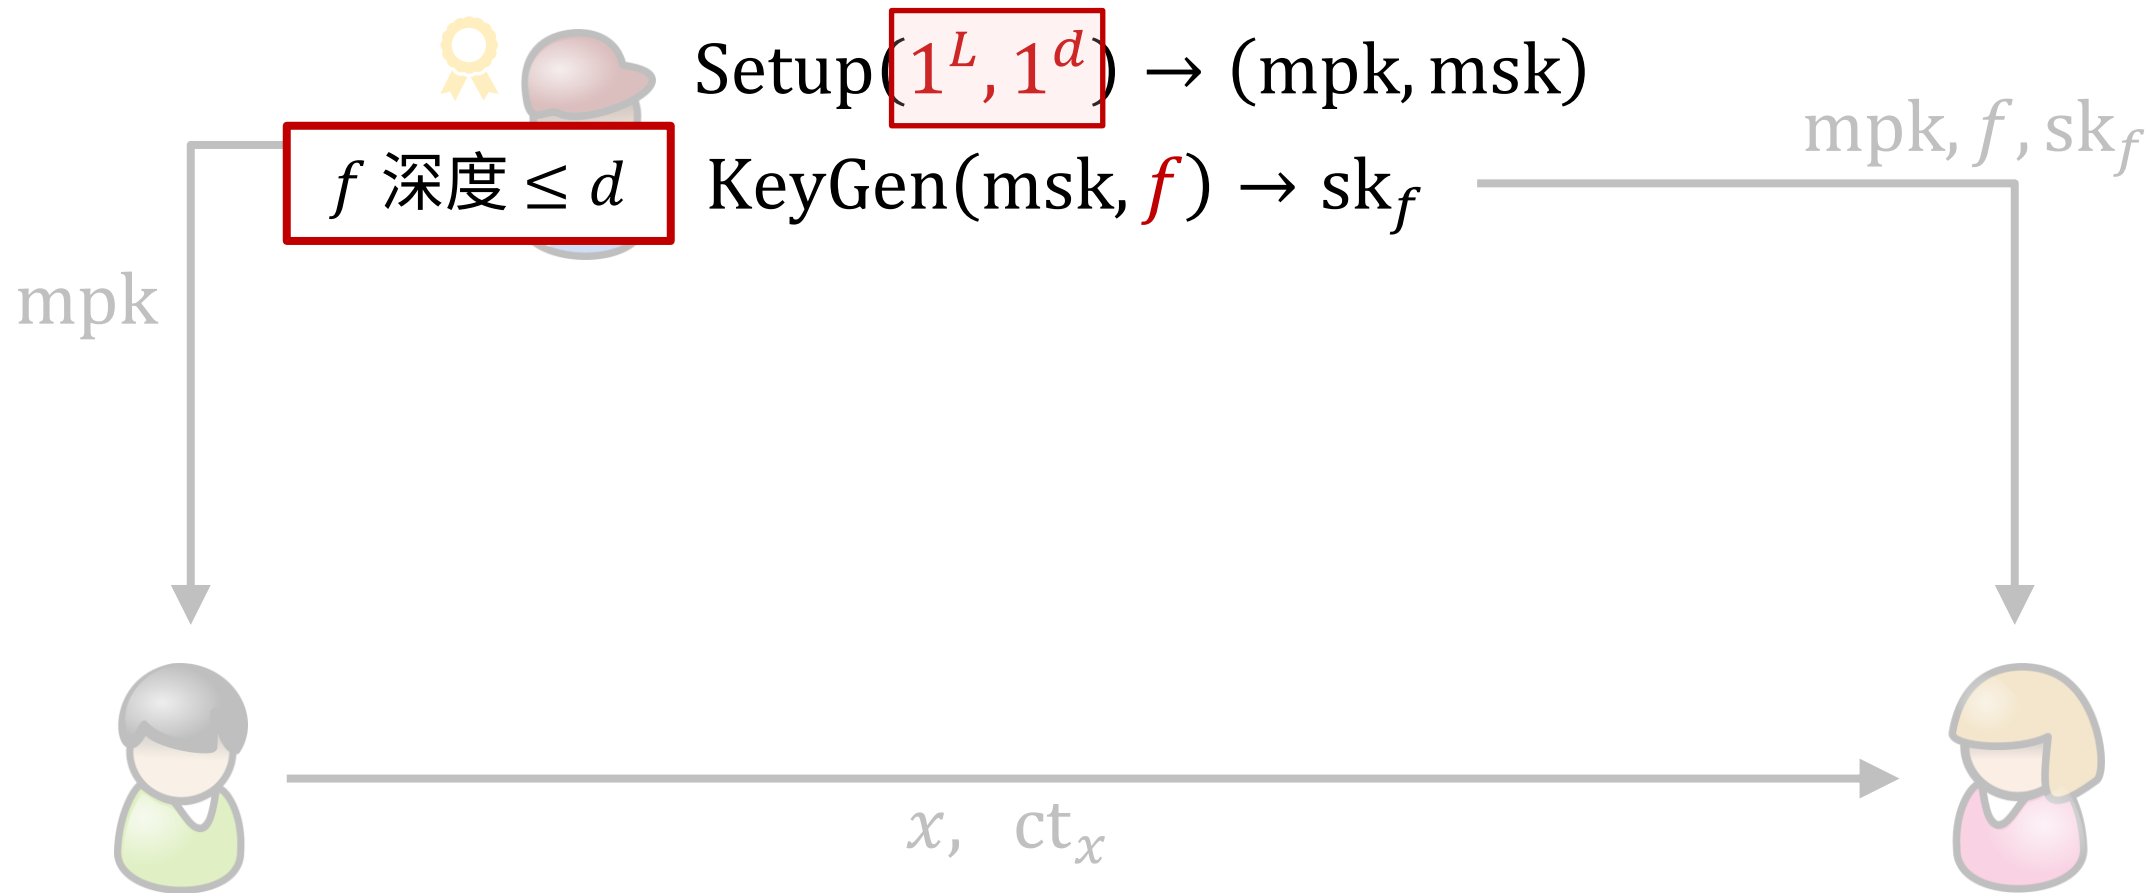 Setup(1^L, 1^d) → (mpk, msk)
mpk, f, sk_f
f 深度 ≤ d
KeyGen(msk, f) → sk_f
mpk
x, ct_x